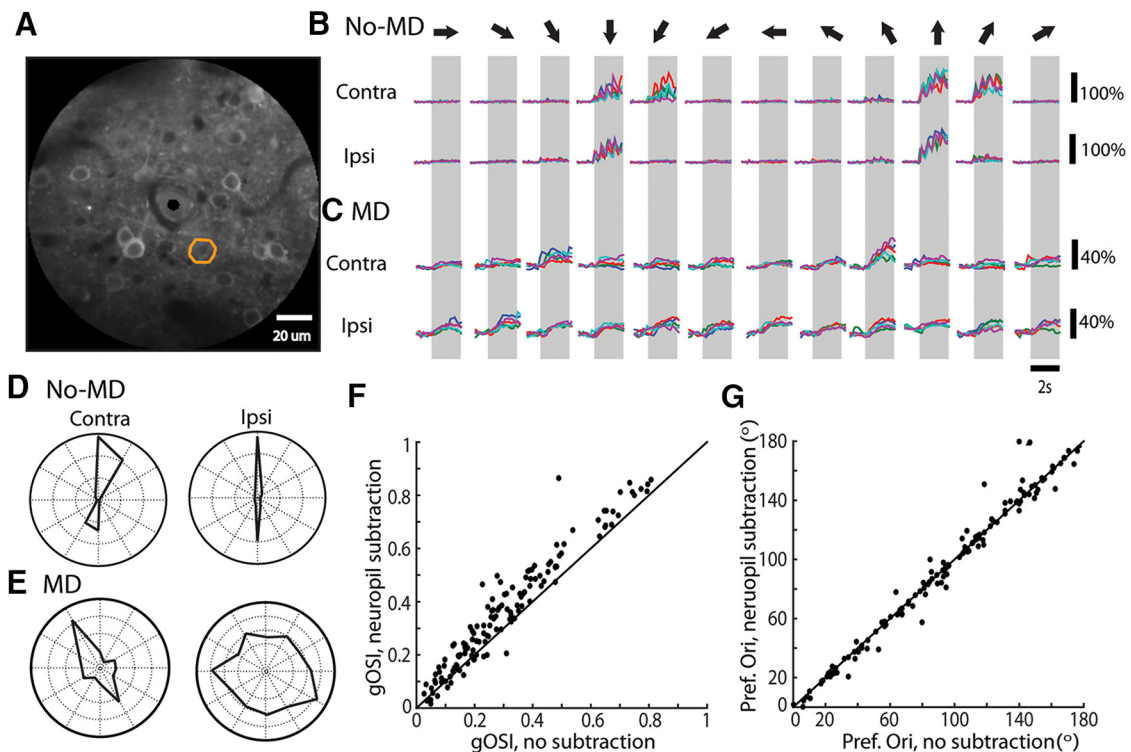 A
20 um
B
No-MD
Contra
100%
Ipsi
100%
C MD
Contra
40%
Ipsi
40%
2s
D No-MD
Contra Ipsi
E MD
F
gOSI, neuropil subtraction
1
0.8
0.6
0.4
0.2
0
0 0.2 0.4 0.6 0.8 1
gOSI, no subtraction
G
Pref. Ori, neruopil subtraction (°)
180
140
100
60
20
0
0 20 60 100 140 180
Pref. Ori, no subtraction (°)